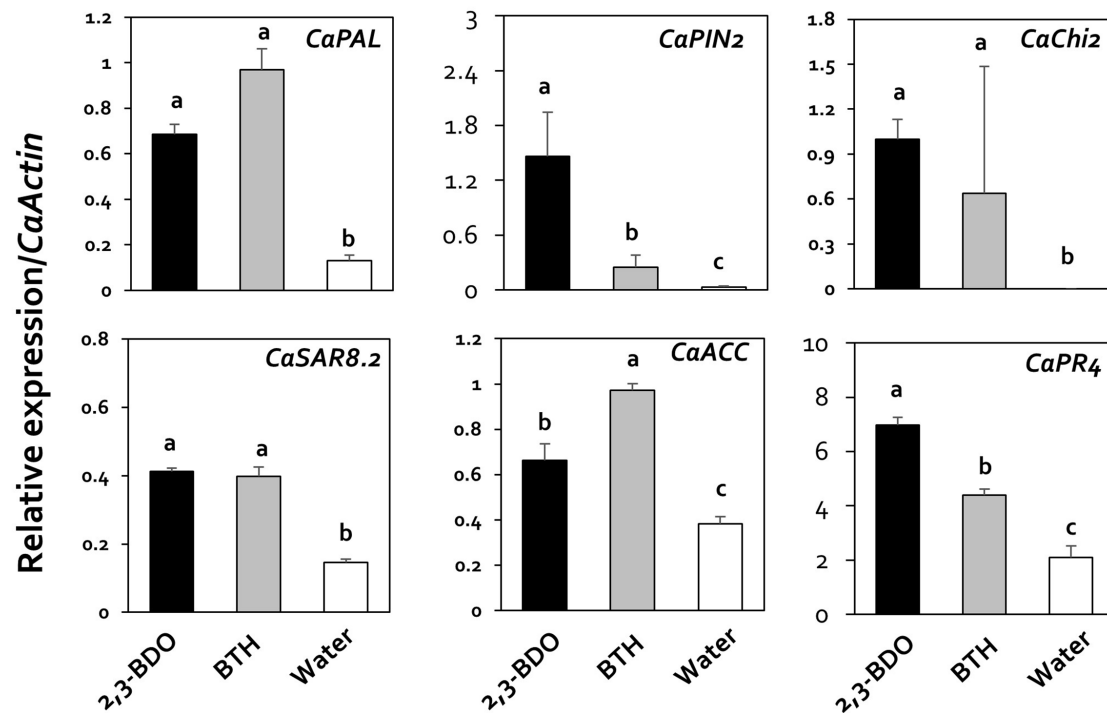 Relative expression/CaActin
CaPAL
1.2
1
0.8
0.6
0.4
0.2
0
a
a
b
CaPIN2
3
2.4
1.8
1.2
0.6
0
a
b
c
CaChi2
1.8
1.5
1.2
0.9
0.6
0.3
0
a
a
b
CaSAR8.2
0.8
0.6
0.4
0.2
0
a
a
b
2,3-BDO
BTH
Water
CaACC
1.2
1
0.8
0.6
0.4
0.2
0
b
a
c
2,3-BDO
BTH
Water
CaPR4
10
8
6
4
2
0
a
b
c
2,3-BDO
BTH
Water